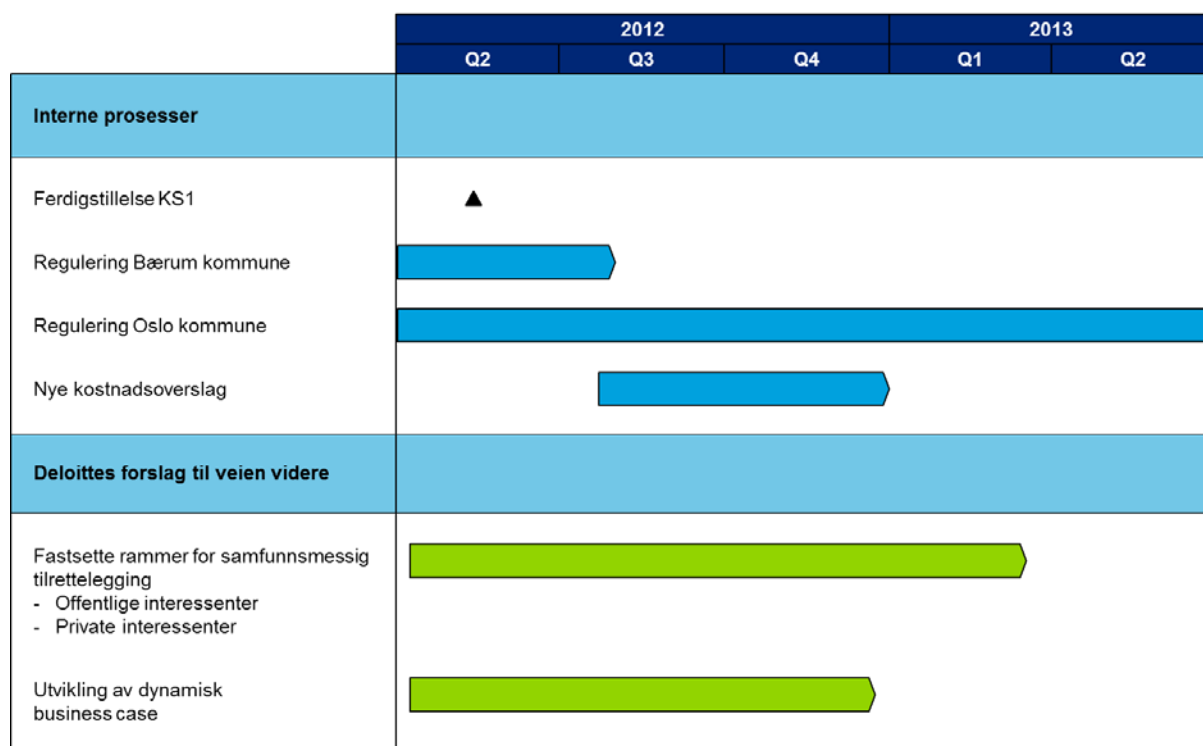 2012 2013
Q2 Q3 Q4 Q1 Q2
Interne prosesser
Ferdigstillelse KS1
Regulering Bærum kommune
Regulering Oslo kommune
Nye kostnadsoverslag
Deloittes forslag til veien videre
Fastsette rammer for samfunnsmessig
tilrettelegging
- Offentlige interessenter
- Private interessenter
Utvikling av dynamisk
business case